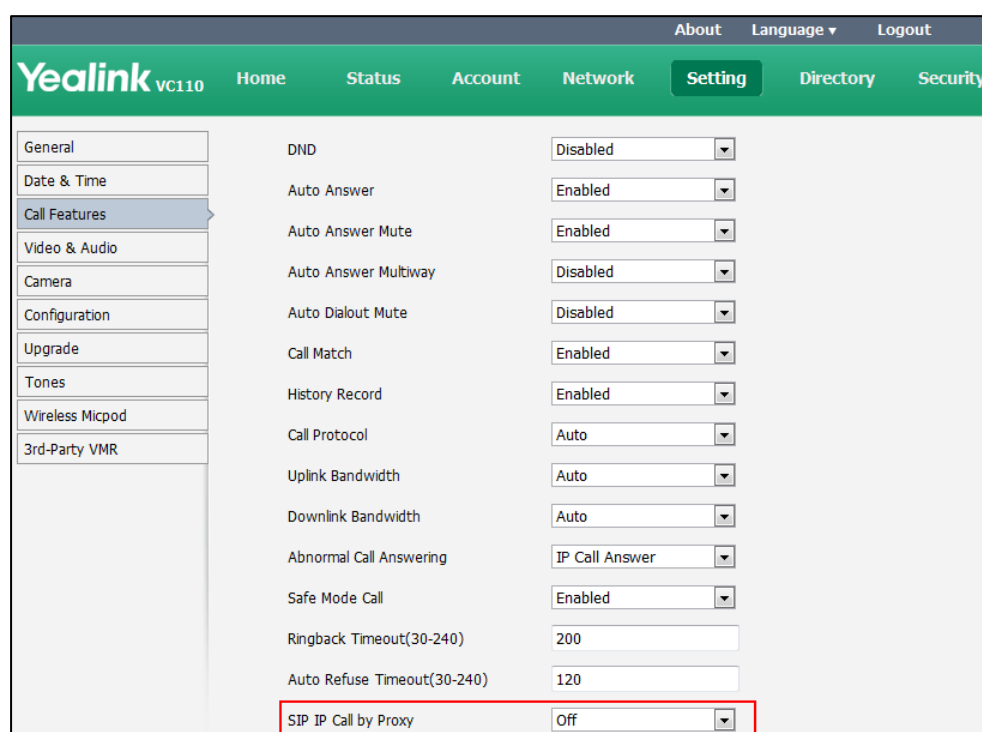 About Language ▾ Logout
Yealink VC110 Home Status Account Network Setting Directory Security
General
Date & Time
Call Features
Video & Audio
Camera
Configuration
Upgrade
Tones
Wireless Micpod
3rd-Party VMR
DND Disabled
Auto Answer Enabled
Auto Answer Mute Enabled
Auto Answer Multiway Disabled
Auto Dialout Mute Disabled
Call Match Enabled
History Record Enabled
Call Protocol Auto
Uplink Bandwidth Auto
Downlink Bandwidth Auto
Abnormal Call Answering IP Call Answer
Safe Mode Call Enabled
Ringback Timeout(30-240) 200
Auto Refuse Timeout(30-240) 120
SIP IP Call by Proxy Off